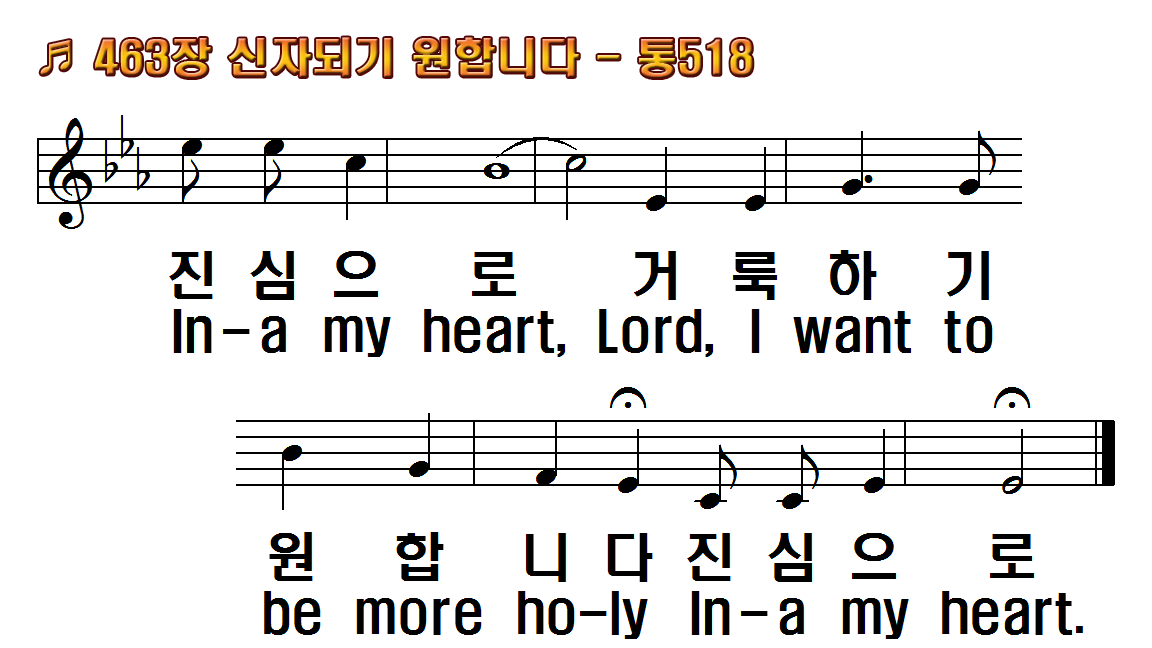 463장 신자되기 원합니다 - 통518
진 심 으 로 거 룩 하 기
In-a my heart, Lord, I want to
원 합 니 다 진 심 으 로
be more ho-ly In-a my heart.